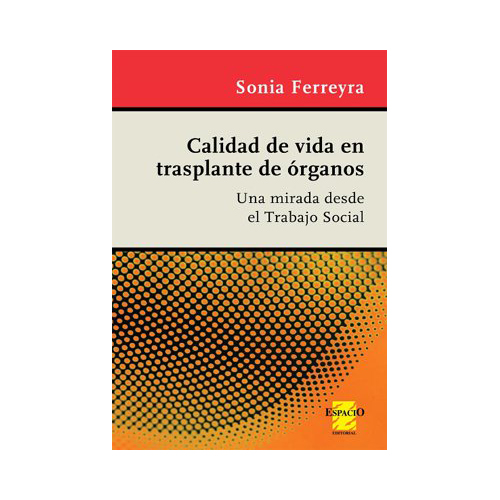 Sonia Ferreyra
Calidad de vida en
trasplante de órganos
Una mirada desde
el Trabajo Social
ESPACIO
EDITORIAL